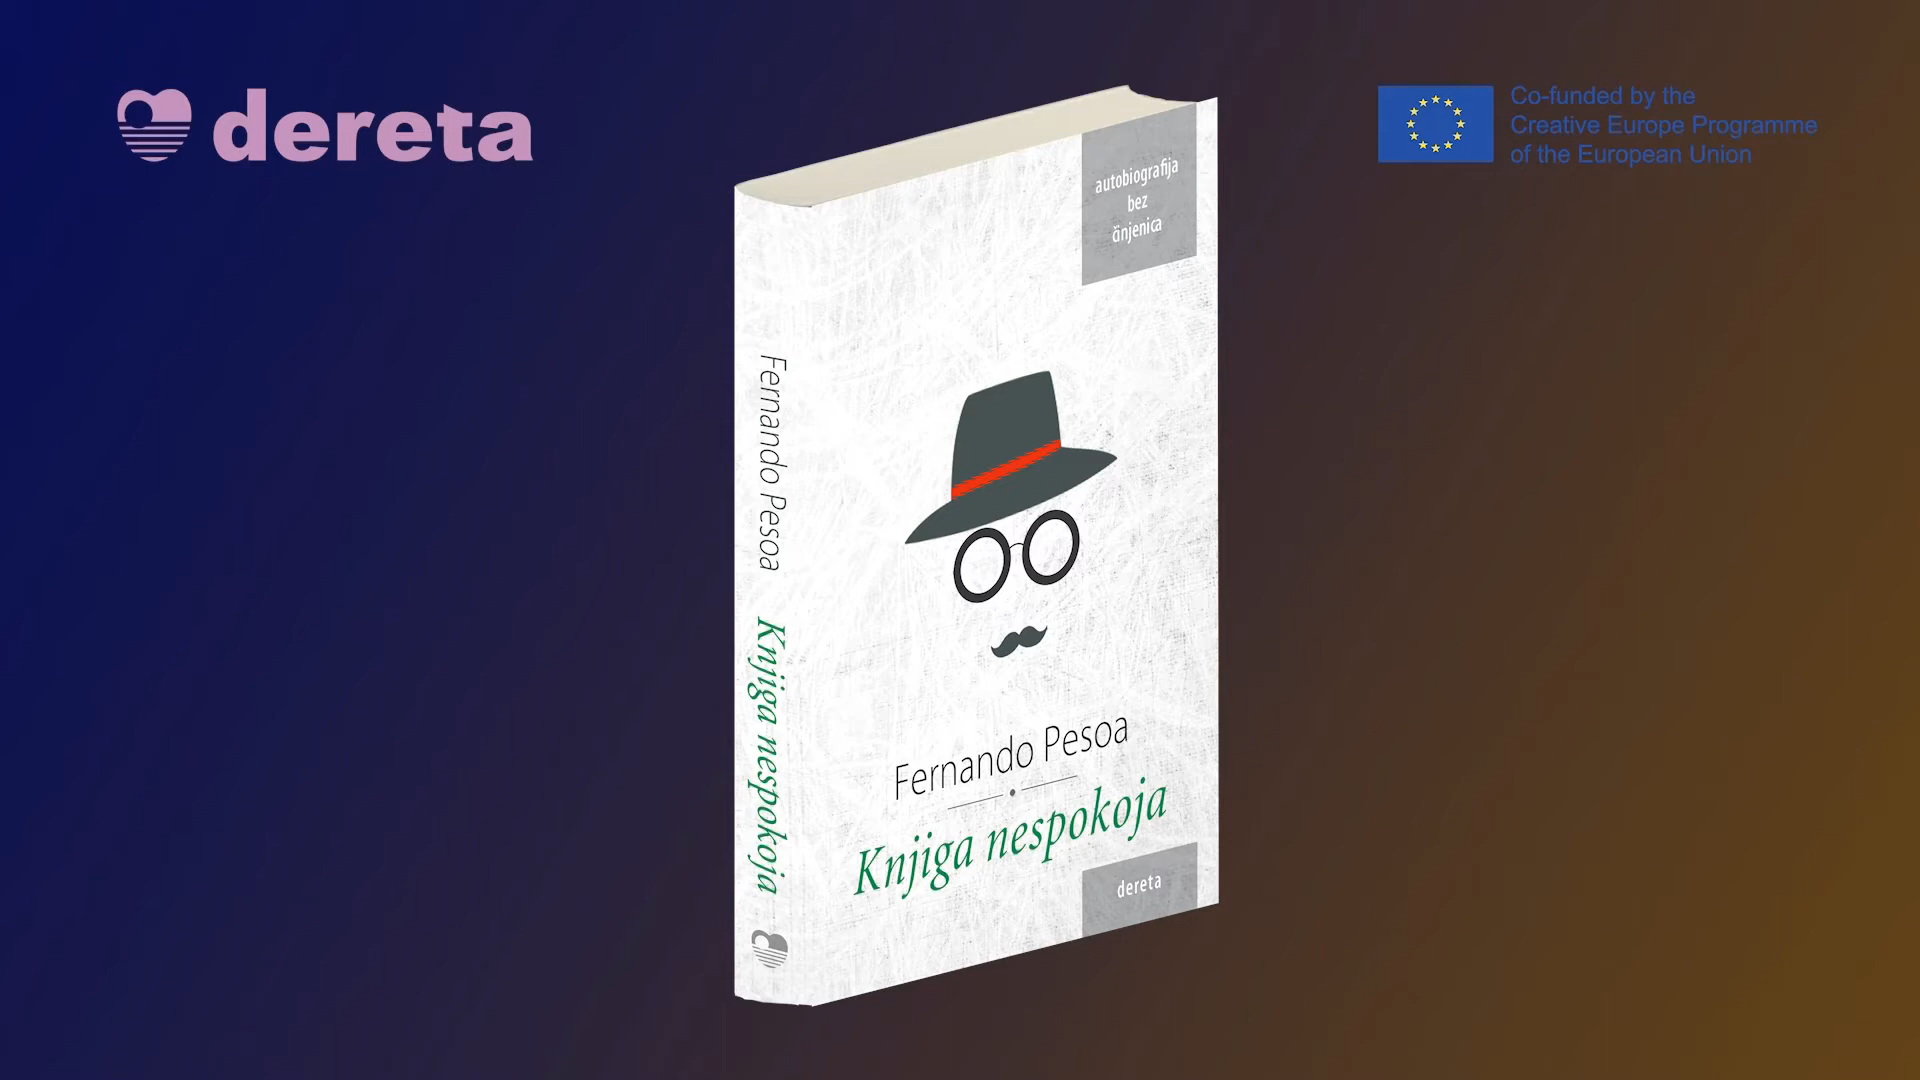 dereta
Co-funded by the
Creative Europe Programme
of the European Union
autobiografija
bez
činjenica
Fernando Pesoa
Knjiga nespokoja
Fernando Pesoa
Knjiga nespokoja
dereta